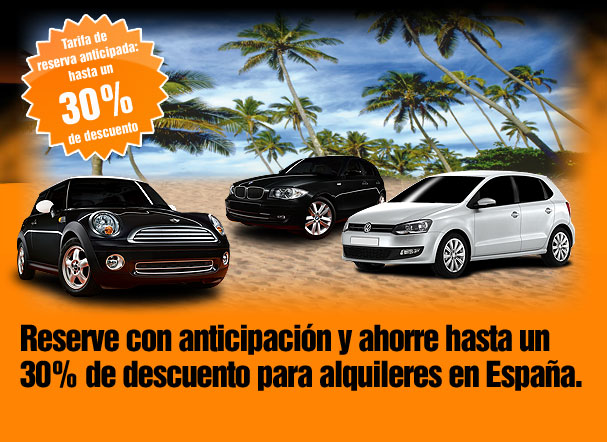 Tarifa de
reserva anticipada:
hasta un
30%
de descuento
Reserve con anticipación y ahorre hasta un
30% de descuento para alquileres en España.